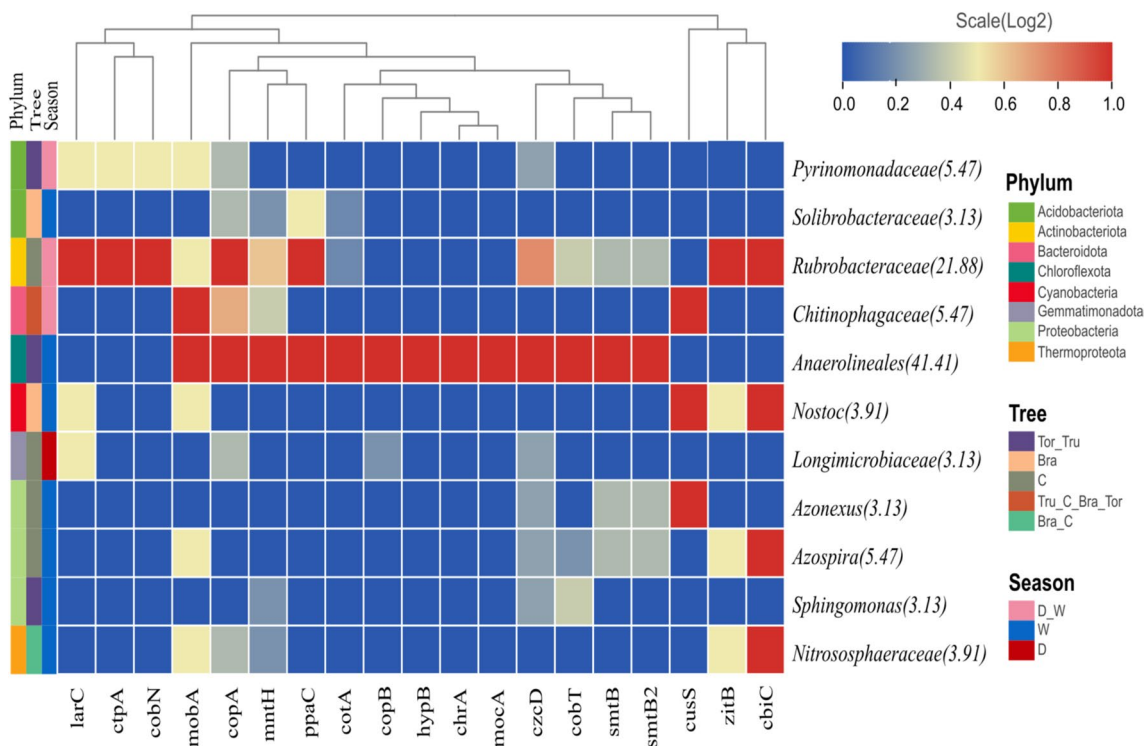 Scale(Log2)
0.0 0.2 0.4 0.6 0.8 1.0
Phylum
Tree
Season
Pyrinomonadaceae(5.47)
Solibrobacteraceae(3.13)
Rubrobacteraceae(21.88)
Chitinophagaceae(5.47)
Anaerolineales(41.41)
Nostoc(3.91)
Longimicrobiaceae(3.13)
Azonexus(3.13)
Azospira(5.47)
Sphingomonas(3.13)
Nitrososphaeraceae(3.91)
larC
ctpA
cobN
mobA
copA
mntH
ppaC
cotA
copB
hypB
chrA
mocA
czcD
cobT
smtB
smtB2
cusS
zitB
cbiC
Phylum
Acidobacteriota
Actinobacteriota
Bacteroidota
Chloroflexota
Cyanobacteria
Gemmatimonadota
Proteobacteria
Thermoproteota
Tree
Tor_Tru
Bra
C
Tru_C_Bra_Tor
Bra_C
Season
D_W
W
D